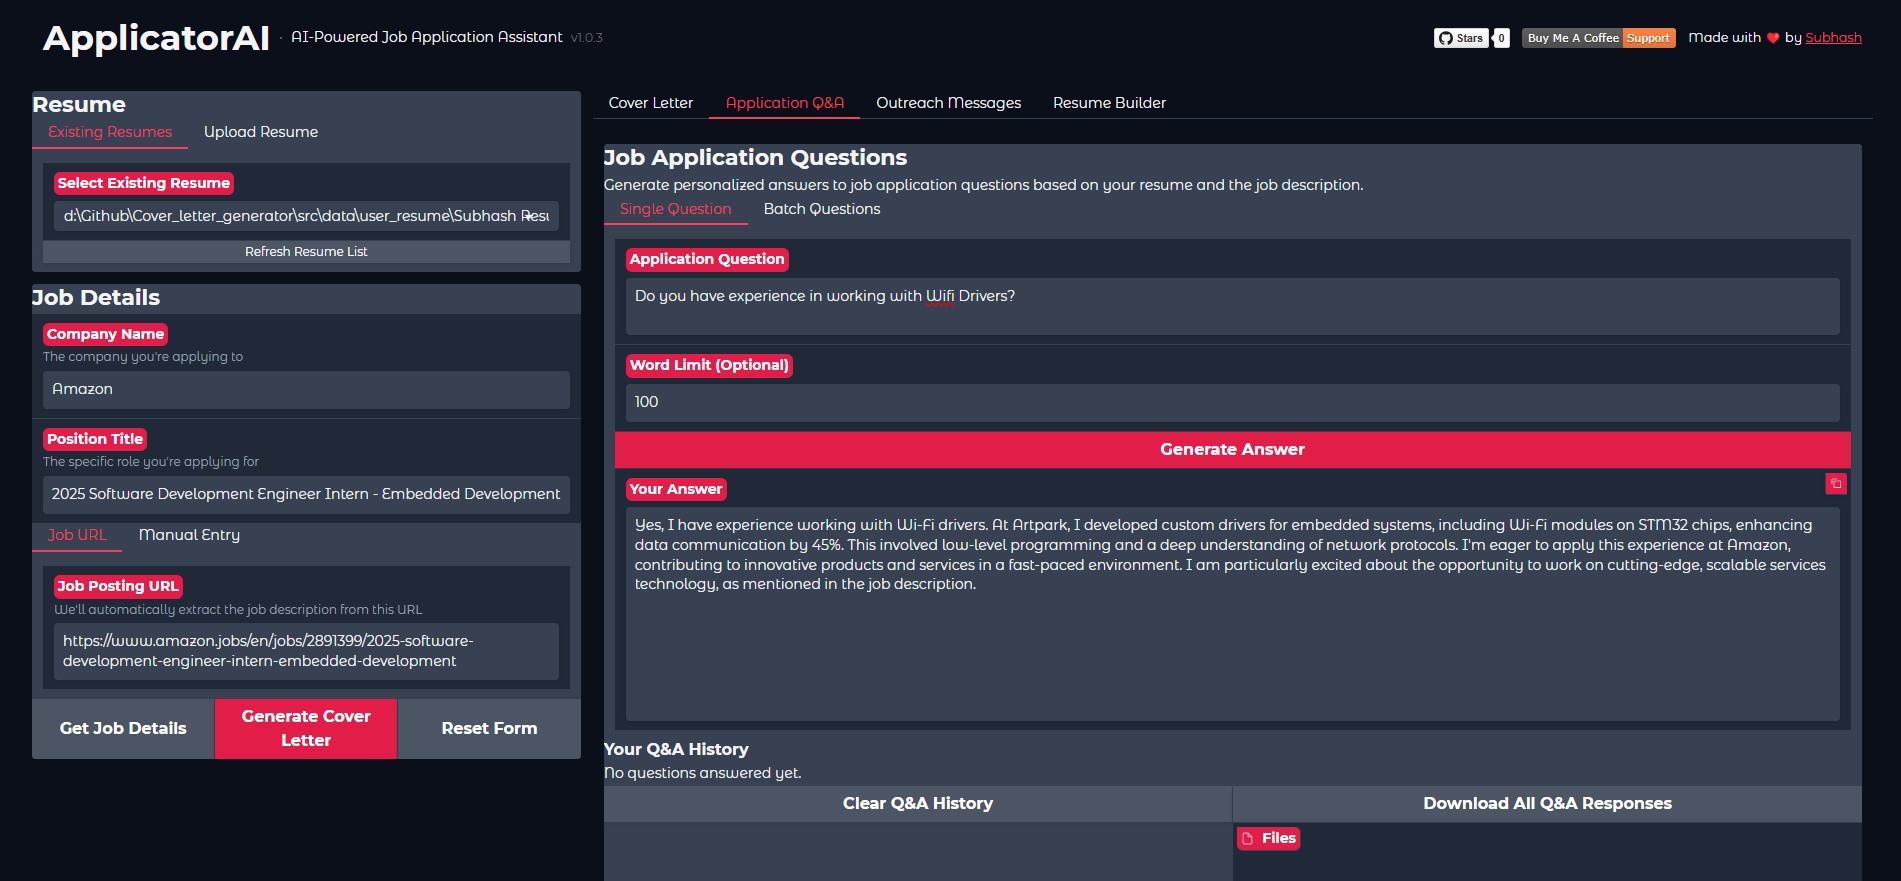 ApplicatorAI · AI-Powered Job Application Assistant v1.0.3
Stars 0 Buy Me A Coffee Support Made with ❤️ by Subhash
Resume
Existing Resumes Upload Resume
Select Existing Resume
d:\Github\Cover_letter_generator\src\data\user_resume\Subhash
Refresh Resume List
Job Details
Company Name
The company you're applying to
Amazon
Position Title
The specific role you're applying for
2025 Software Development Engineer Intern - Embedded Development
Job URL Manual Entry
Job Posting URL
We'll automatically extract the job description from this URL
https://www.amazon.jobs/en/jobs/2891399/2025-software-
development-engineer-intern-embedded-development
Get Job Details
Generate Cover
Letter
Reset Form
Cover Letter Application Q&A Outreach Messages Resume Builder
Job Application Questions
Generate personalized answers to job application questions based on your resume and the job description.
Single Question Batch Questions
Application Question
Do you have experience in working with Wifi Drivers?
Word Limit (Optional)
100
Generate Answer
Your Answer
Yes, I have experience working with Wi-Fi drivers. At Artpark, I developed custom drivers for embedded systems, including Wi-Fi modules on STM32 chips, enhancing
data communication by 45%. This involved low-level programming and a deep understanding of network protocols. I'm eager to apply this experience at Amazon,
contributing to innovative products and services in a fast-paced environment. I am particularly excited about the opportunity to work on cutting-edge, scalable services
technology, as mentioned in the job description.
Your Q&A History
No questions answered yet.
Clear Q&A History Download All Q&A Responses
Files